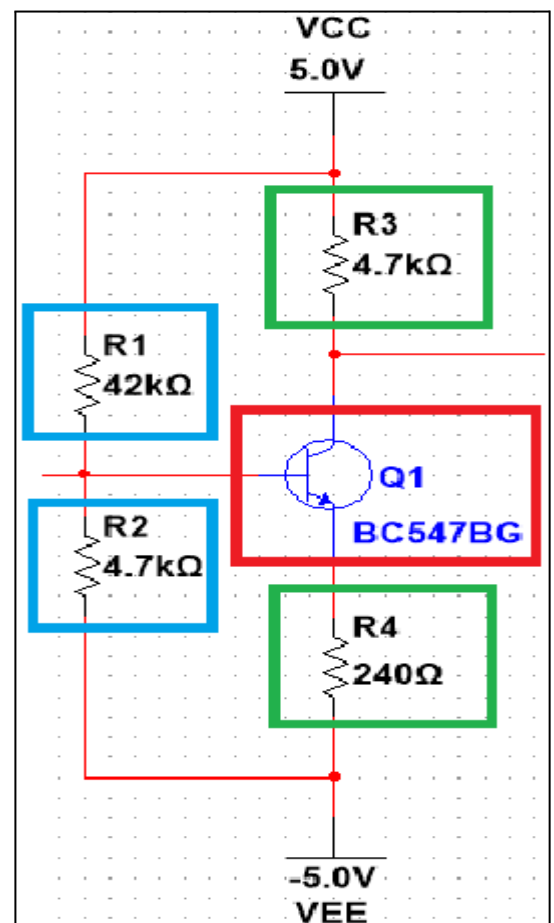 VCC
5.0V
R3
4.7kΩ
R1
42kΩ
Q1
BC547BG
R2
4.7kΩ
R4
240Ω
-5.0V
VEE